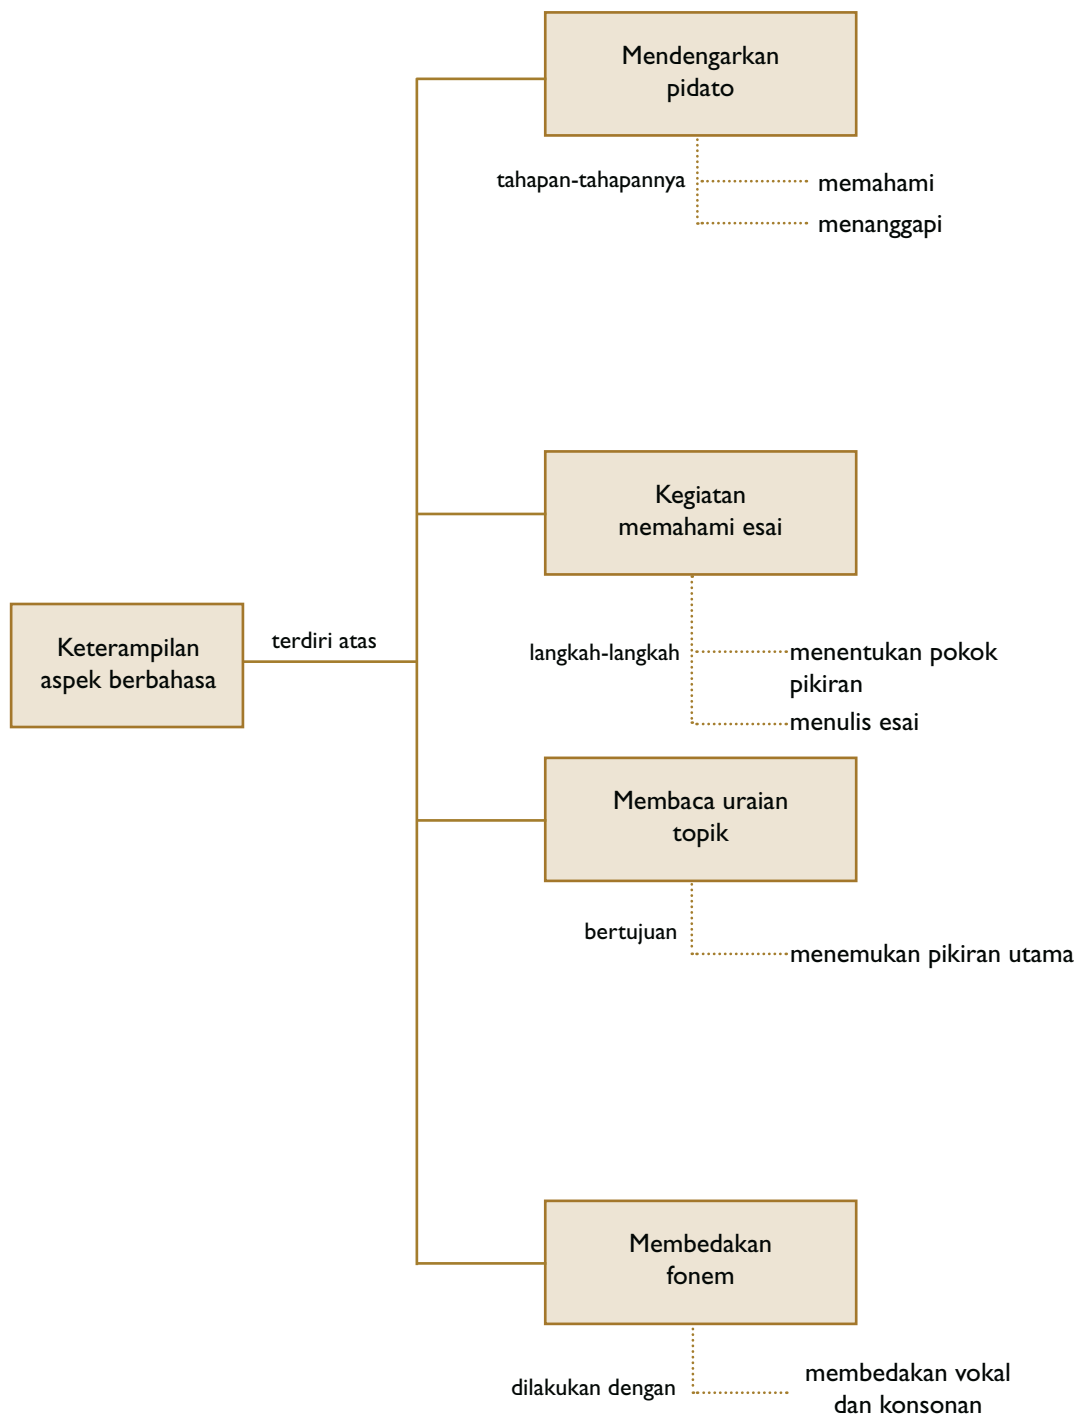 Mendengarkan
pidato
tahapan-tahapannya
memahami
menanggapi
Kegiatan
memahami esai
Keterampilan
aspek berbahasa
terdiri atas
langkah-langkah
menentukan pokok
pikiran
menulis esai
Membaca uraian
topik
bertujuan
menemukan pikiran utama
Membedakan
fonem
dilakukan dengan
membedakan vokal
dan konsonan